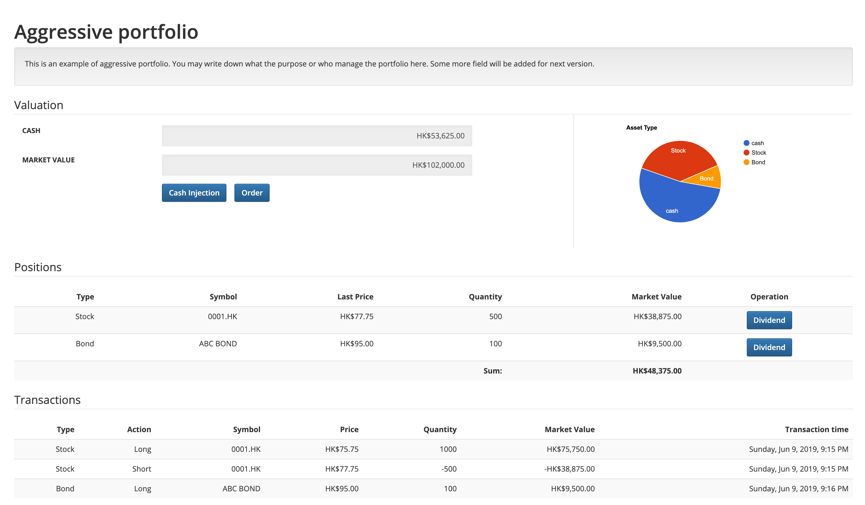 Aggressive portfolio
This is an example of aggressive portfolio. You may write down what the purpose or who manage the portfolio here. Some more field will be added for next version.
Valuation
CASH HK$53,625.00
MARKET VALUE HK$102,000.00
Cash Injection Order
Asset Type
Stock
Bond
cash
cash
Stock
Bond
Positions
Type Symbol Last Price Quantity Market Value Operation
Stock 0001.HK HK$77.75 500 HK$38,875.00 Dividend
Bond ABC BOND HK$95.00 100 HK$9,500.00 Dividend
Sum: HK$48,375.00
Transactions
Type Action Symbol Price Quantity Market Value Transaction time
Stock Long 0001.HK HK$75.75 1000 HK$75,750.00 Sunday, Jun 9, 2019, 9:15 PM
Stock Short 0001.HK HK$77.75 -500 -HK$38,875.00 Sunday, Jun 9, 2019, 9:15 PM
Bond Long ABC BOND HK$95.00 100 HK$9,500.00 Sunday, Jun 9, 2019, 9:16 PM